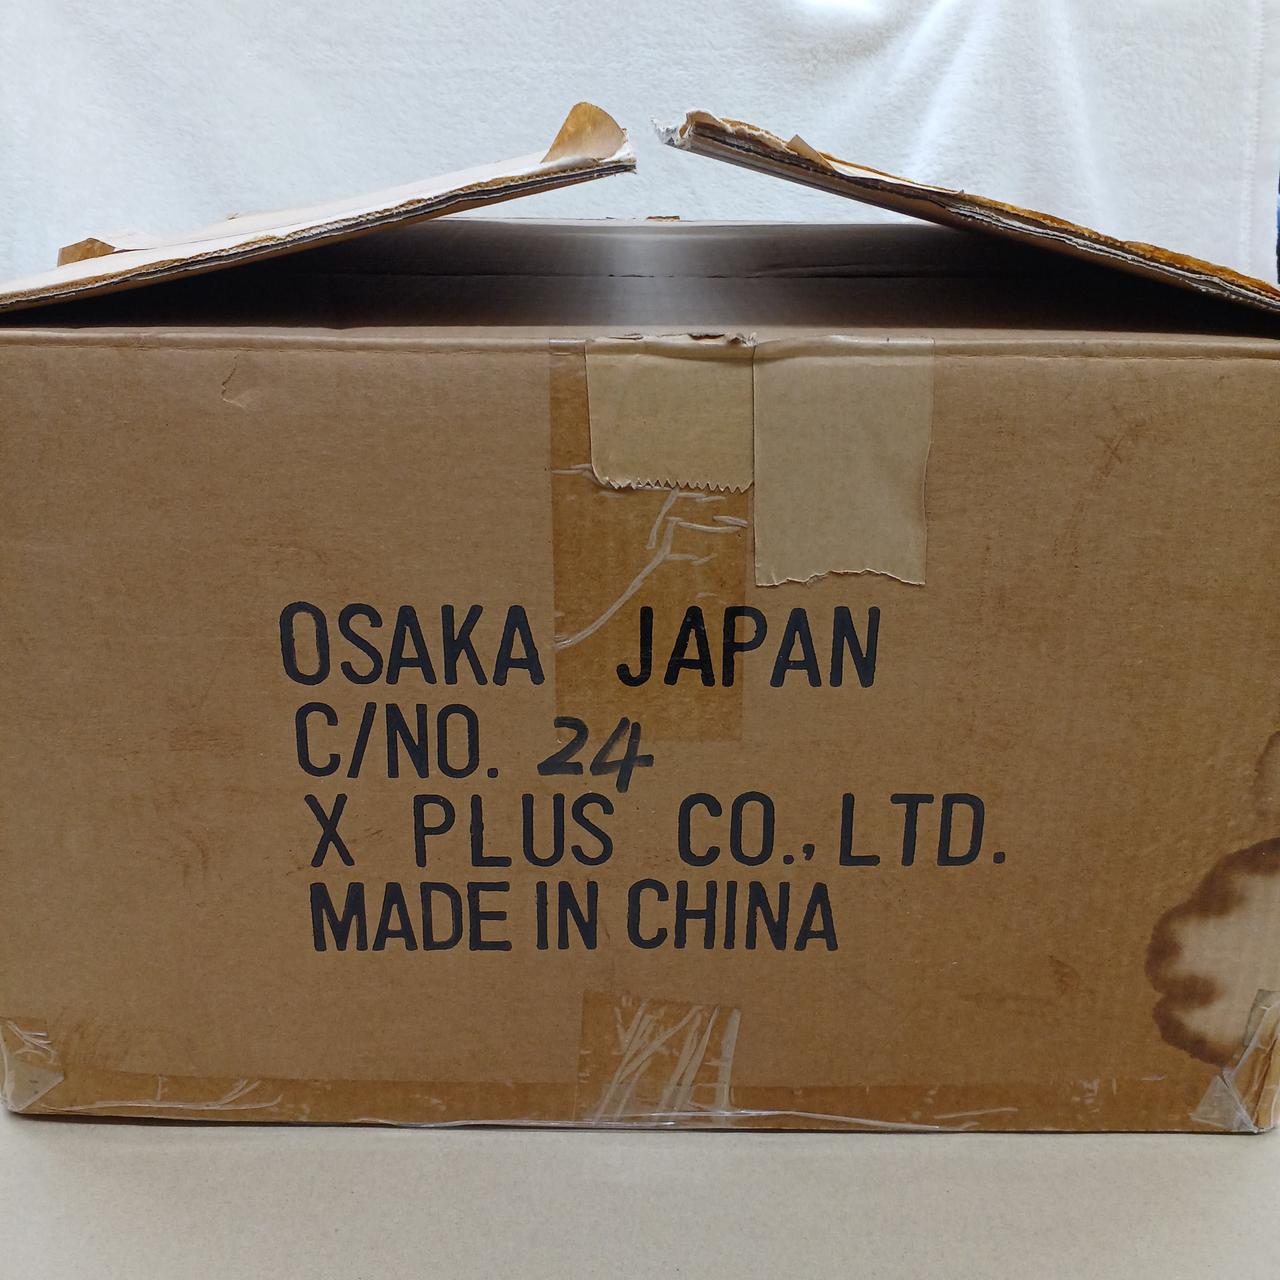 OSAKA JAPAN
C/NO. 24
X PLUS CO., LTD.
MADE IN CHINA